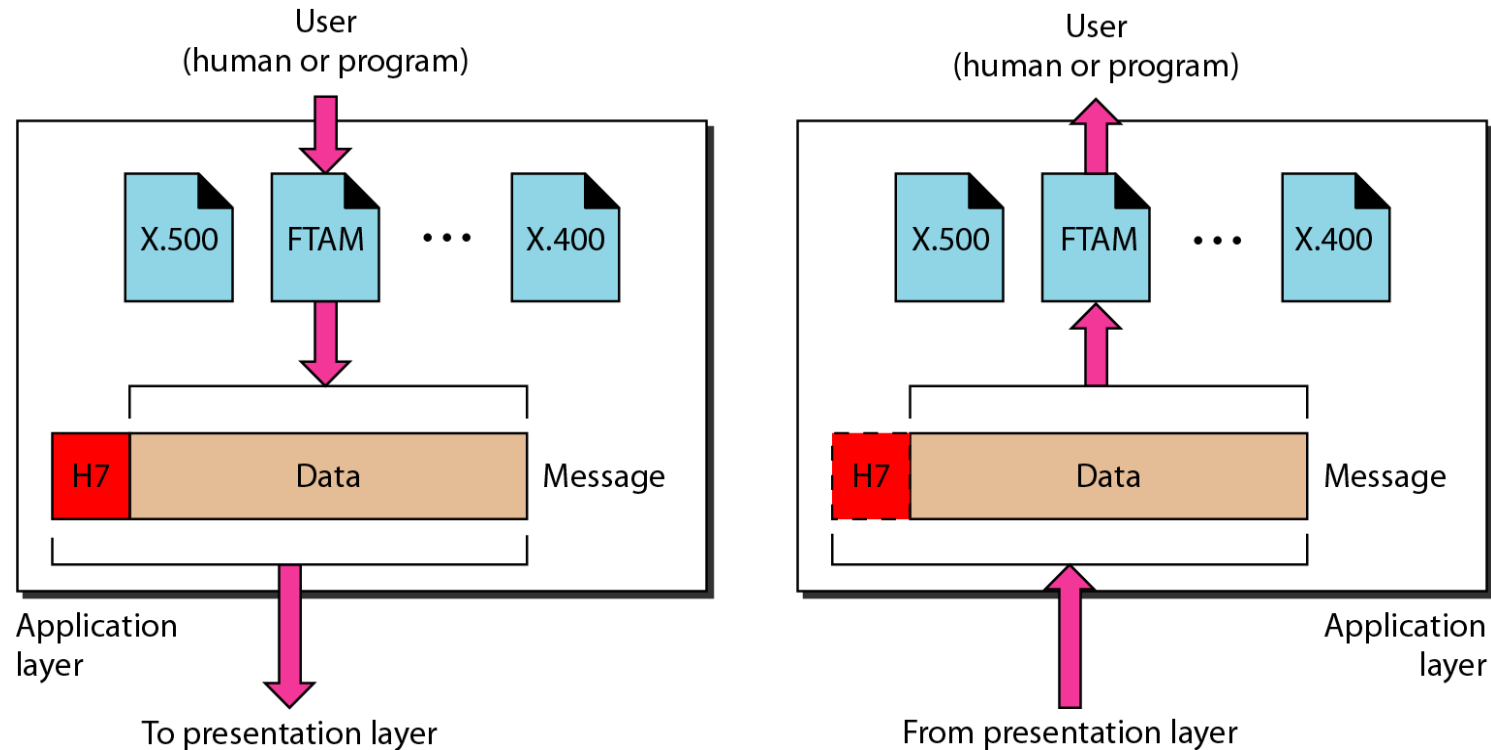 User
(human or program)
X.500
FTAM
•••
X.400
H7
Data
Message
Application
layer
To presentation layer
User
(human or program)
X.500
FTAM
•••
X.400
H7
Data
Message
Application
layer
From presentation layer